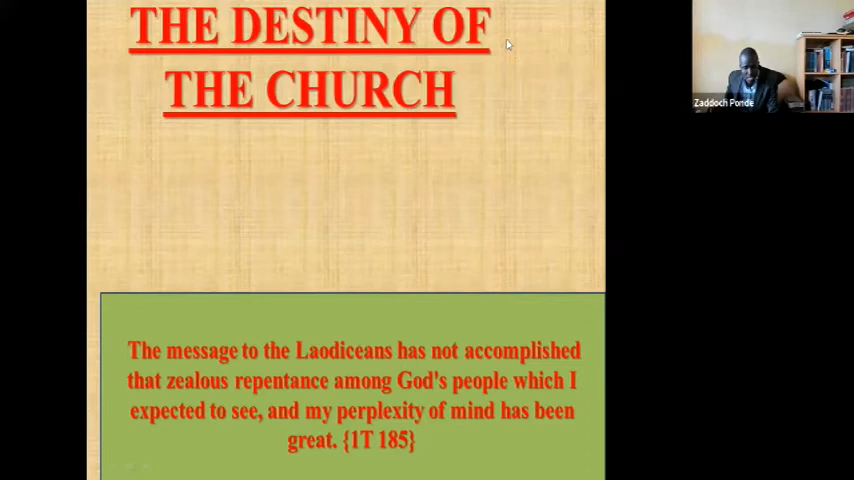 THE DESTINY OF
THE CHURCH
Zaddoch Ponde
The message to the Laodiceans has not accomplished
that zealous repentance among God's people which I
expected to see, and my perplexity of mind has been
great. {1T 185}